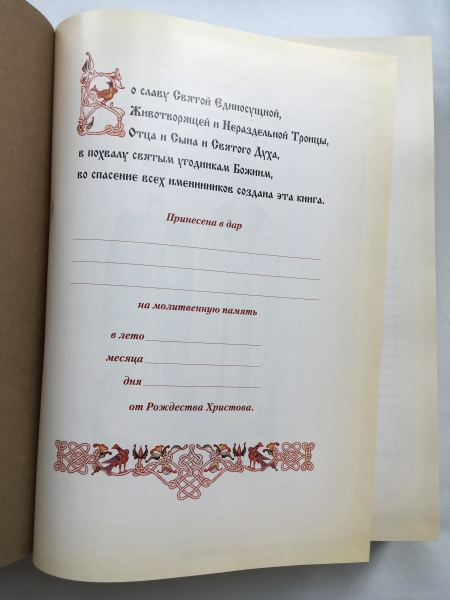 Во славу Святой Единосущной,
Животворящей и Нераздельной Троицы,
Отца и Сына и Святого Духа,
в похвалу святым угодникам Божиим,
во спасение всех именинников создана эта книга.
Принесена в дар
на молитвенную память
в лето
месяца
дня
от Рождества Христова.